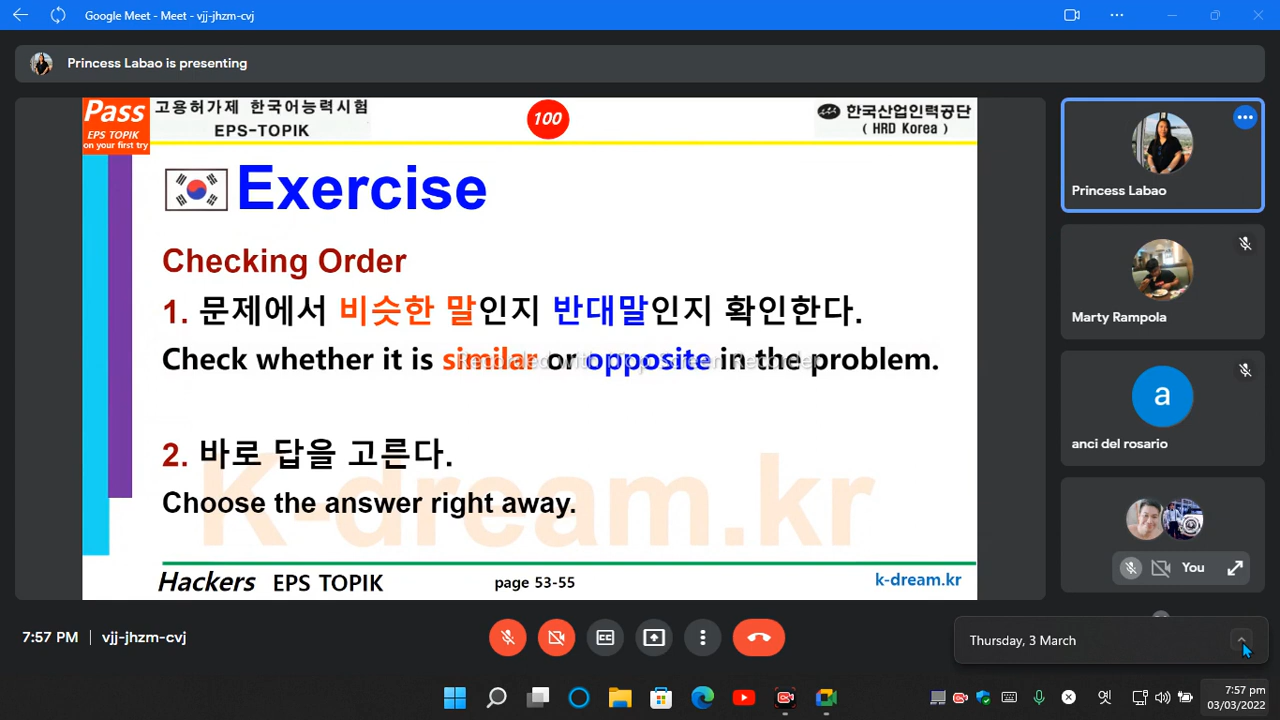 Google Meet - Meet - vjj-jhzm-cvj
Princess Labao is presenting
Pass
EPS TOPIK
on your first try
고용허가제 한국어능력시험
EPS-TOPIK
100
한국산업인력공단
( HRD Korea )
Exercise
Checking Order
1. 문제에서 비슷한 말인지 반대말인지 확인한다.
Check whether it is similar or opposite in the problem.
2. 바로 답을 고른다.
Choose the answer right away.
K-dream.kr
Hackers EPS TOPIK
page 53-55
k-dream.kr
Princess Labao
Marty Rampola
a
anci del rosario
You
7:57 PM
vjj-jhzm-cvj
Thursday, 3 March
7:57 pm
03/03/2022